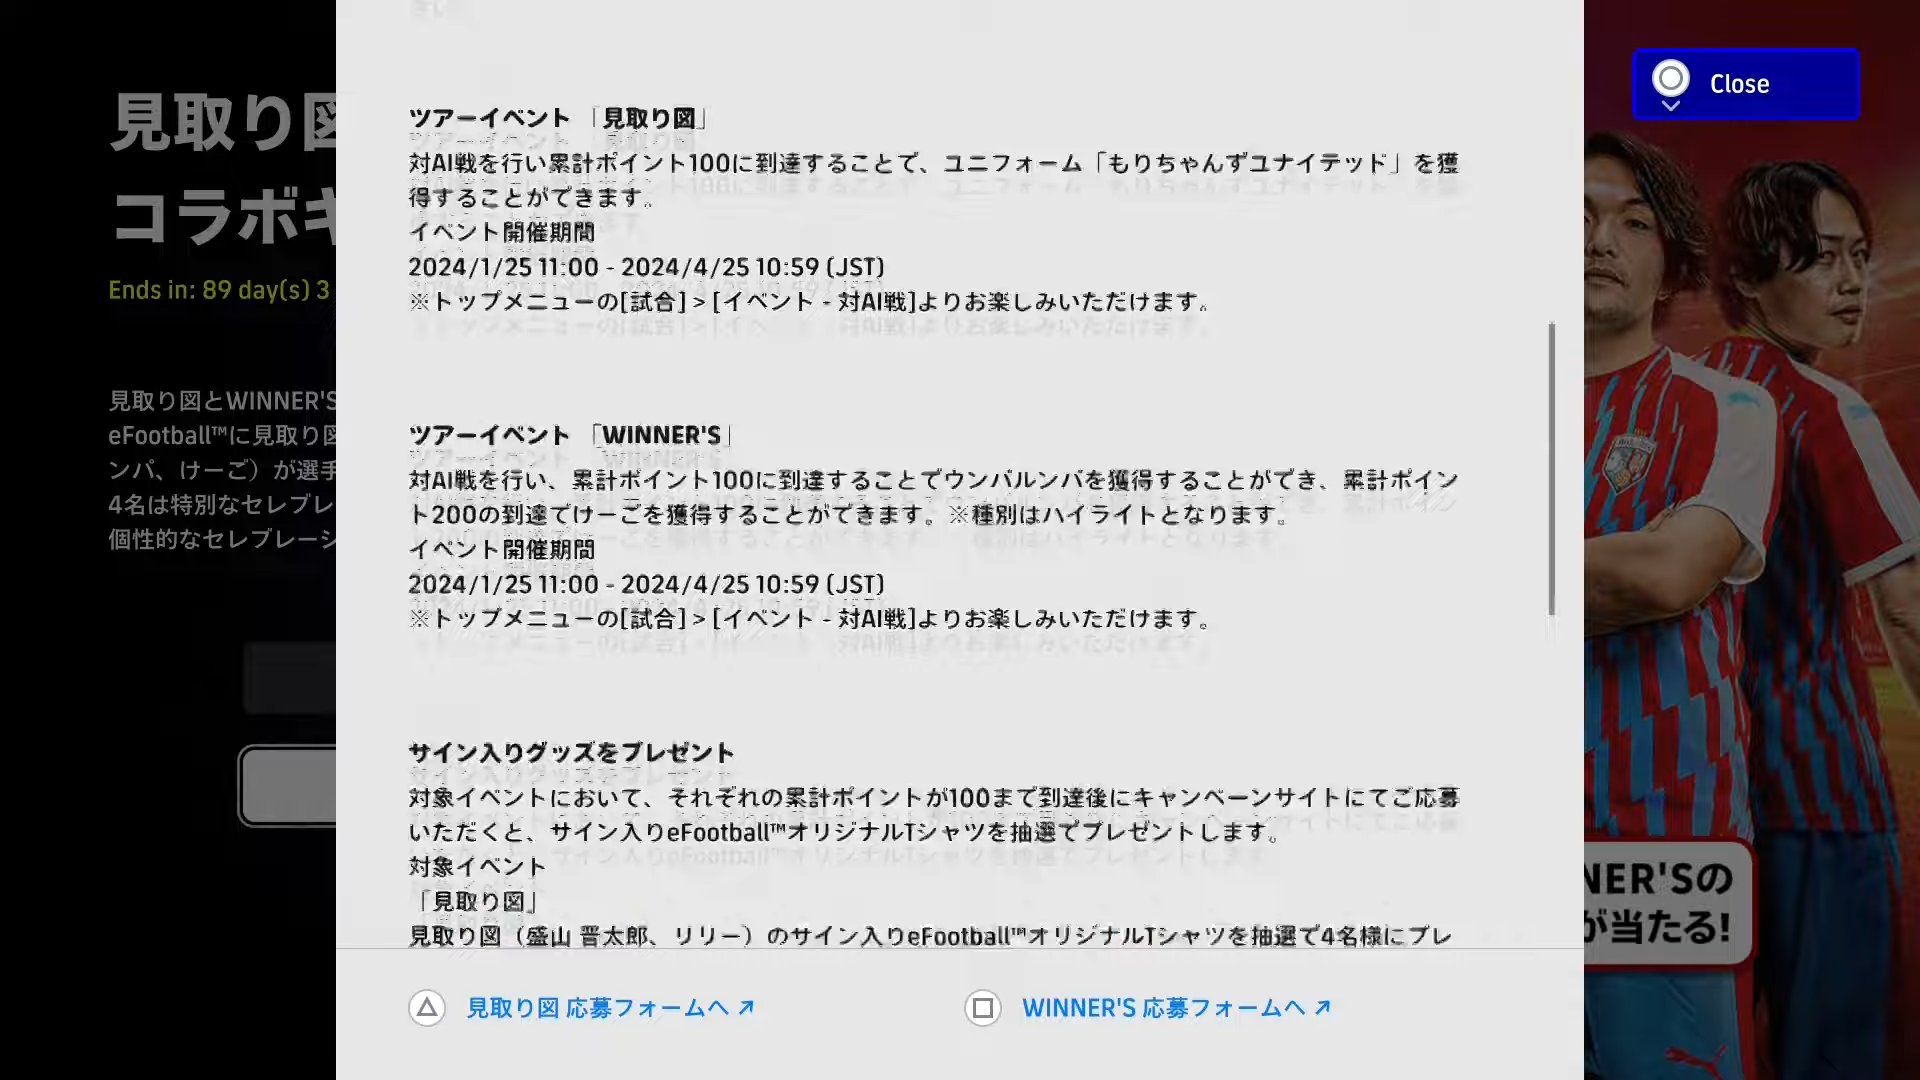 見取り図
コラボキ
Ends in: 89 day(s) 3
見取り図とWINNER'S
eFootball™に見取り図
ンパ、けーご）が選手
4名は特別なセレブレ
個性的なセレブレーシ
ツアーイベント 「見取り図」
対AI戦を行い累計ポイント100に到達することで、ユニフォーム「もりちゃんずユナイテッド」を獲
得することができます。
イベント開催期間
2024/1/25 11:00 - 2024/4/25 10:59 (JST)
※トップメニューの[試合] > [イベント - 対AI戦]よりお楽しみいただけます。
ツアーイベント 「WINNER'S」
対AI戦を行い、累計ポイント100に到達することでウンパルンパを獲得することができ、累計ポイン
ト200の到達でけーごを獲得することができます。※種別はハイライトとなります。
イベント開催期間
2024/1/25 11:00 - 2024/4/25 10:59 (JST)
※トップメニューの[試合] > [イベント - 対AI戦]よりお楽しみいただけます。
サイン入りグッズをプレゼント
対象イベントにおいて、それぞれの累計ポイントが100まで到達後にキャンペーンサイトにてご応募
いただくと、サイン入りeFootball™オリジナルTシャツを抽選でプレゼントします。
対象イベント
「見取り図」
見取り図（盛山 晋太郎、リリー）のサイン入りeFootball™オリジナルTシャツを抽選で4名様にプレ
見取り図 応募フォームへ
WINNER'S 応募フォームへ
Close
NER'Sの
が当たる!